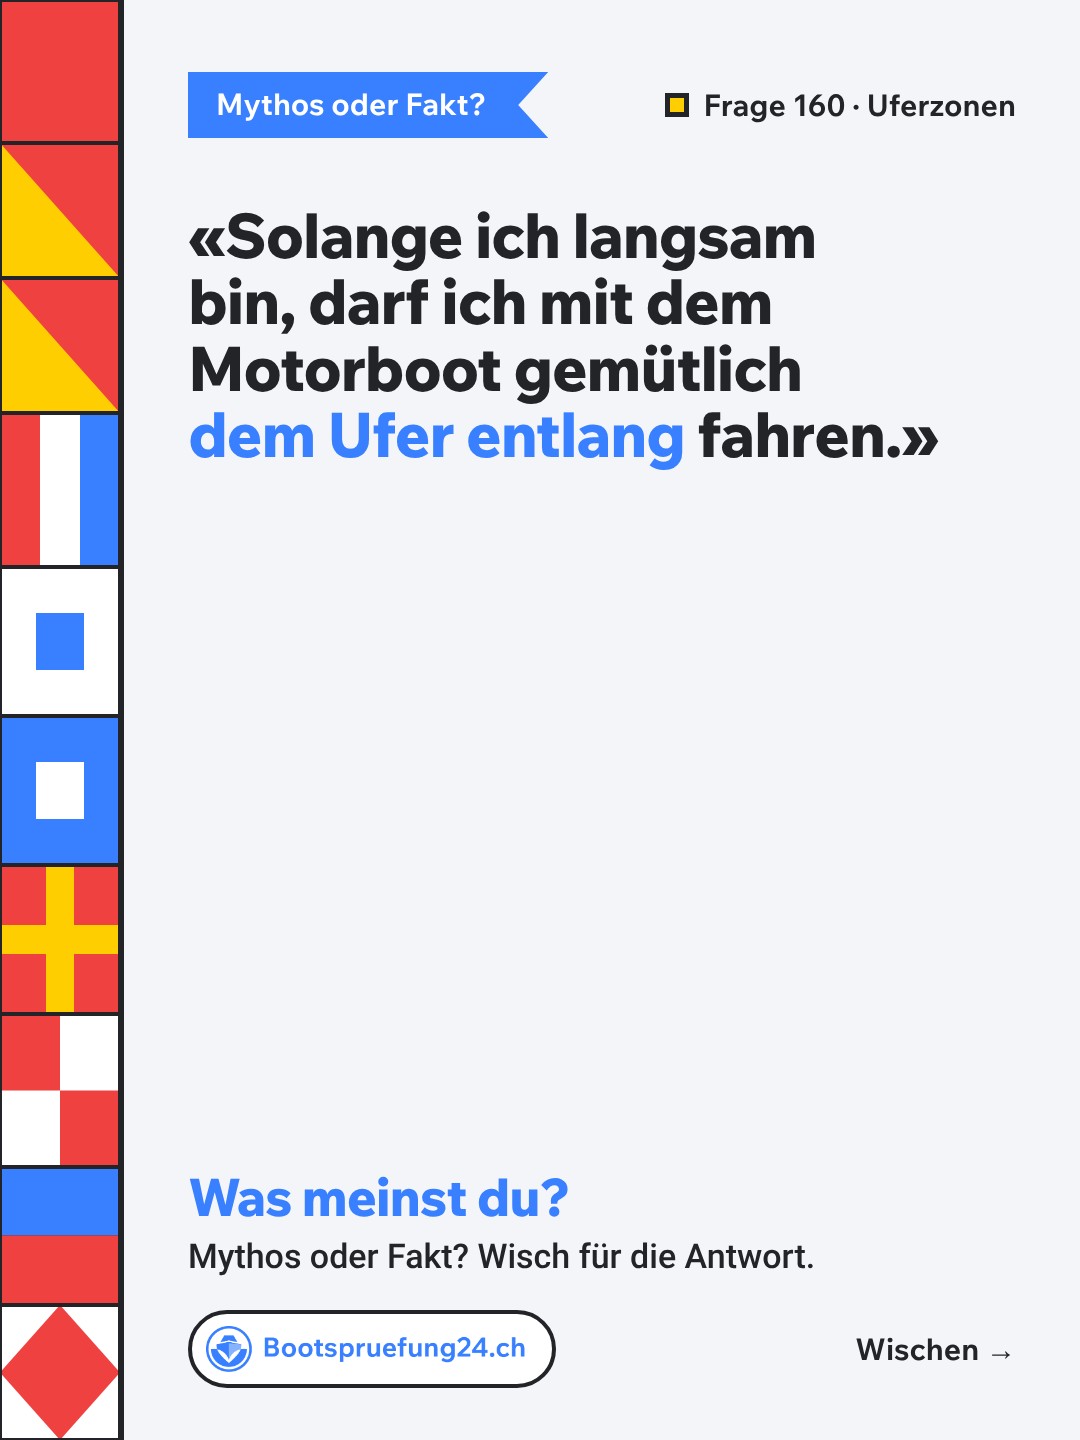 Mythos oder Fakt?
Frage 160 · Uferzonen
«Solange ich langsam
bin, darf ich mit dem
Motorboot gemütlich
dem Ufer entlang fahren.»
Was meinst du?
Mythos oder Fakt? Wisch für die Antwort.
Bootspruefung24.ch
Wischen →